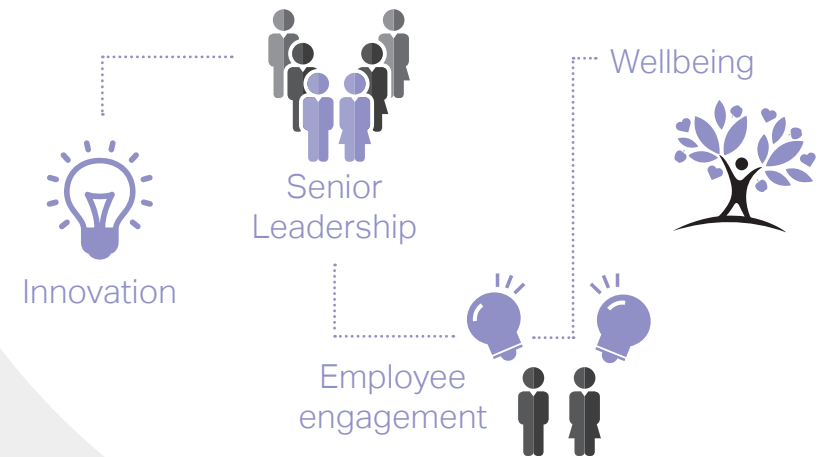 Innovation
Senior
Leadership
Employee
engagement
Wellbeing